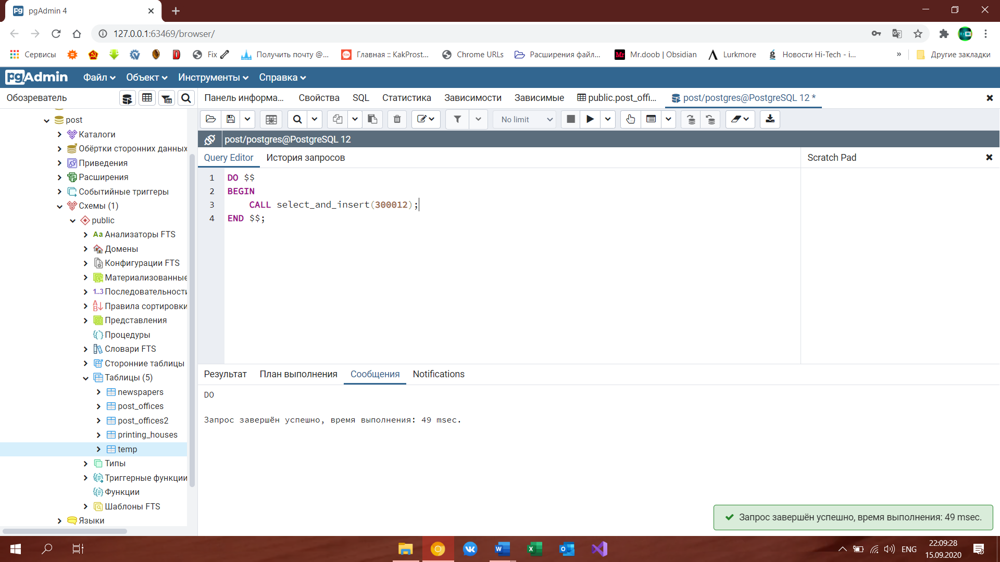 pgAdmin 4
127.0.0.1:63469/browser/
Сервисы
Fix
Получить почту @...
Главная :: KakProst...
Chrome URLs
Расширения файл...
Mr.doob | Obsidian
Lurkmore
Новости Hi-Tech - i...
»
Другие закладки
pgAdmin
Файл
Объект
Инструменты
Справка
Обозреватель
Панель информа...
Свойства
SQL
Статистика
Зависимости
Зависимые
public.post_offi...
post/postgres@PostgreSQL 12 *
No limit
post/postgres@PostgreSQL 12
Query Editor
История запросов
Scratch Pad
1 DO $$
2 BEGIN
3 CALL select_and_insert(300012);
4 END $$;
post
Каталоги
Обёртки сторонних данных
Приведения
Расширения
Событийные триггеры
Схемы (1)
public
Aa Анализаторы FTS
Домены
Конфигурации FTS
Материализованные
1..3 Последовательности
Правила сортировки
Представления
Процедуры
Словари FTS
Сторонние таблицы
Таблицы (5)
newspapers
post_offices
post_offices2
printing_houses
temp
Типы
Триггерные функции
Функции
Шаблоны FTS
Языки
Результат
План выполнения
Сообщения
Notifications
DO
Запрос завершён успешно, время выполнения: 49 msec.
Запрос завершён успешно, время выполнения: 49 msec.
ENG
22:09:28
15.09.2020